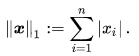 ‖𝒙‖₁ := ∑ᵢ₌₁ⁿ |xᵢ| .